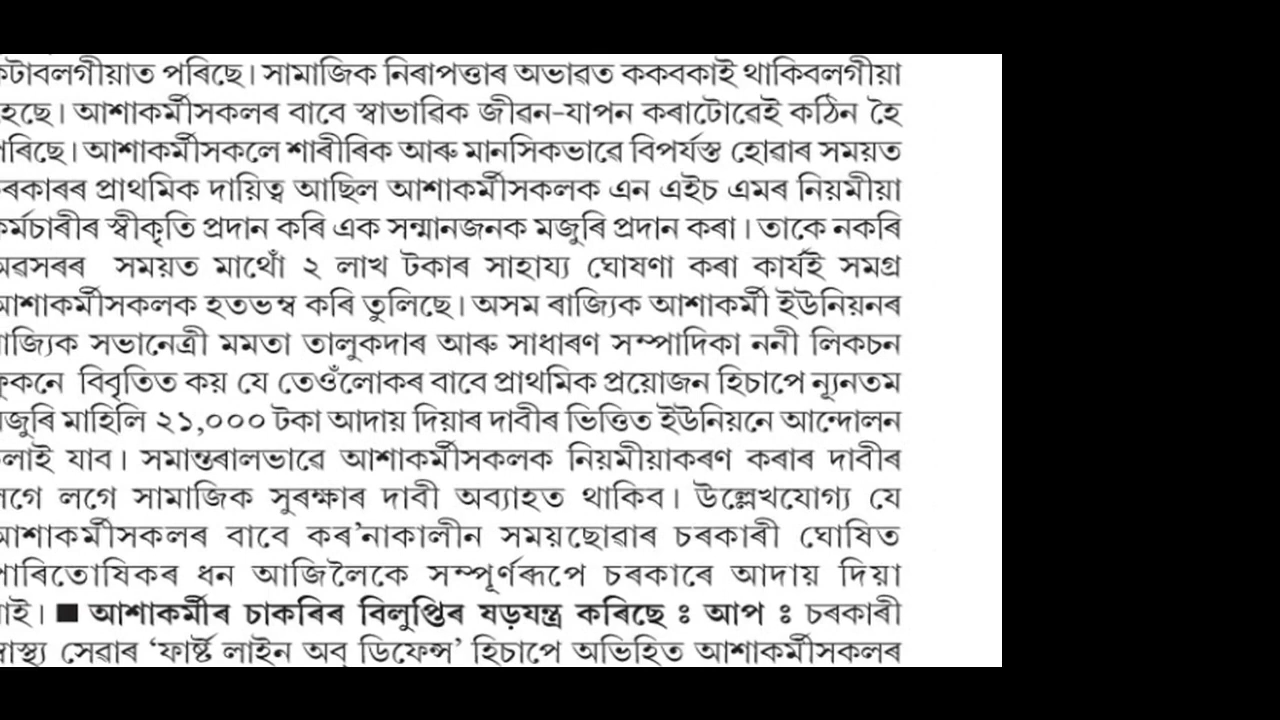 কটাবলগীয়াত পৰিছে। সামাজিক নিৰাপত্তাৰ অভাৱত ককবকাই থাকিবলগীয়া
হৈছে। আশাকৰ্মীসকলৰ বাবে স্বাভাৱিক জীৱন-যাপন কৰাটোৱেই কঠিন হৈ
পৰিছে। আশাকৰ্মীসকলে শাৰীৰিক আৰু মানসিকভাৱে বিপৰ্যস্ত হোৱাৰ সময়ত
চৰকাৰৰ প্ৰাথমিক দায়িত্ব আছিল আশাকৰ্মীসকলক এন এইচ এমৰ নিয়মীয়া
কৰ্মচাৰীৰ স্বীকৃতি প্ৰদান কৰি এক সন্মানজনক মজুৰি প্ৰদান কৰা। তাকে নকৰি
অৱসৰৰ সময়ত মাথোঁ ২ লাখ টকাৰ সাহায্য ঘোষণা কৰা কাৰ্যই সমগ্ৰ
আশাকৰ্মীসকলক হতভম্ব কৰি তুলিছে। অসম ৰাজ্যিক আশাকৰ্মী ইউনিয়নৰ
ৰাজ্যিক সভানেত্ৰী মমতা তালুকদাৰ আৰু সাধাৰণ সম্পাদিকা ননী লিকচন
ফুকনে বিবৃতিত কয় যে তেওঁলোকৰ বাবে প্ৰাথমিক প্ৰয়োজন হিচাপে ন্যূনতম
মজুৰি মাহিলি ২১,০০০ টকা আদায় দিয়াৰ দাবীৰ ভিত্তিত ইউনিয়নে আন্দোলন
চলাই যাব। সমান্তৰালভাৱে আশাকৰ্মীসকলক নিয়মীয়াকৰণ কৰাৰ দাবীৰ
লগে লগে সামাজিক সুৰক্ষাৰ দাবী অব্যাহত থাকিব। উল্লেখযোগ্য যে
আশাকৰ্মীসকলৰ বাবে কৰ’নাকালীন সময়ছোৱাৰ চৰকাৰী ঘোষিত
পাৰিতোষিকৰ ধন আজিলৈকে সম্পূৰ্ণৰূপে চৰকাৰে আদায় দিয়া
নাই। ■ আশাকৰ্মীৰ চাকৰিৰ বিলুপ্তিৰ ষড়যন্ত্ৰ কৰিছে ঃ আপ ঃ চৰকাৰী
স্বাস্থ্য সেৱাৰ ‘ফাৰ্ষ্ট লাইন অব্ ডিফেন্স’ হিচাপে অভিহিত আশাকৰ্মীসকলৰ